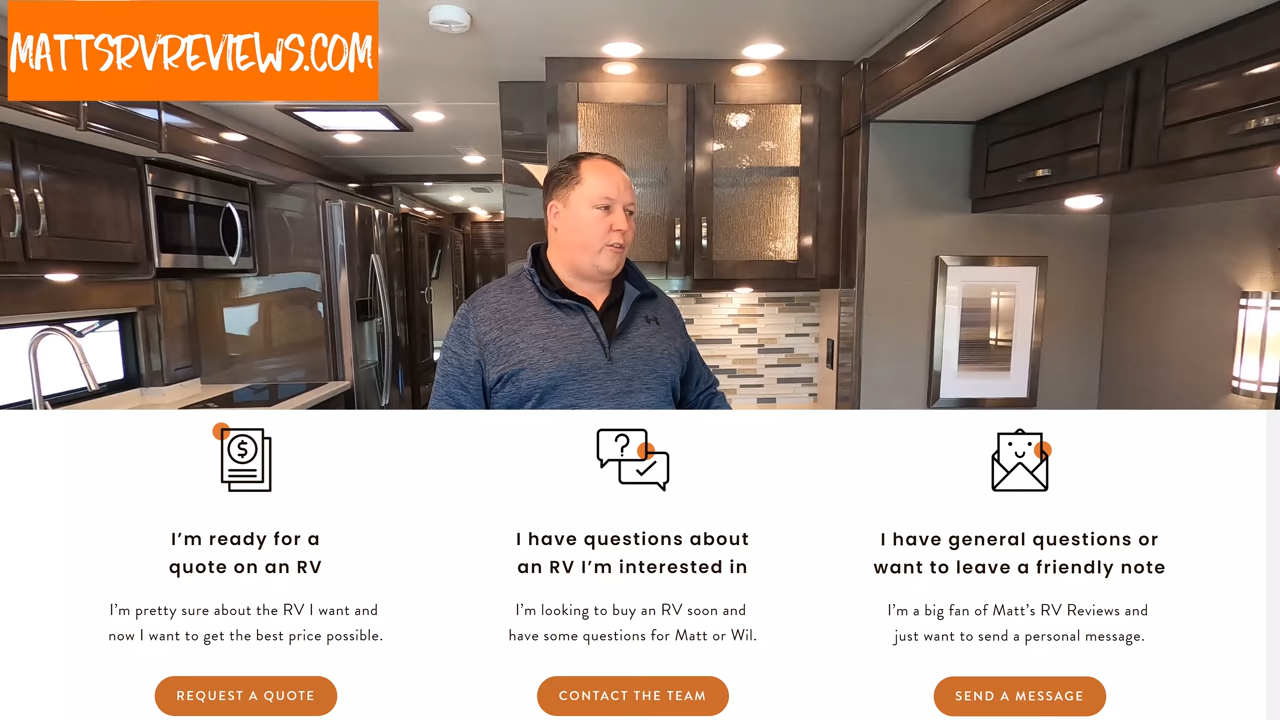 MATTSRVREVIEWS.COM
I'm ready for a
quote on an RV
I'm pretty sure about the RV I want and
now I want to get the best price possible.
REQUEST A QUOTE
I have questions about
an RV I'm interested in
I'm looking to buy an RV soon and
have some questions for Matt or Wil.
CONTACT THE TEAM
I have general questions or
want to leave a friendly note
I'm a big fan of Matt's RV Reviews and
just want to send a personal message.
SEND A MESSAGE